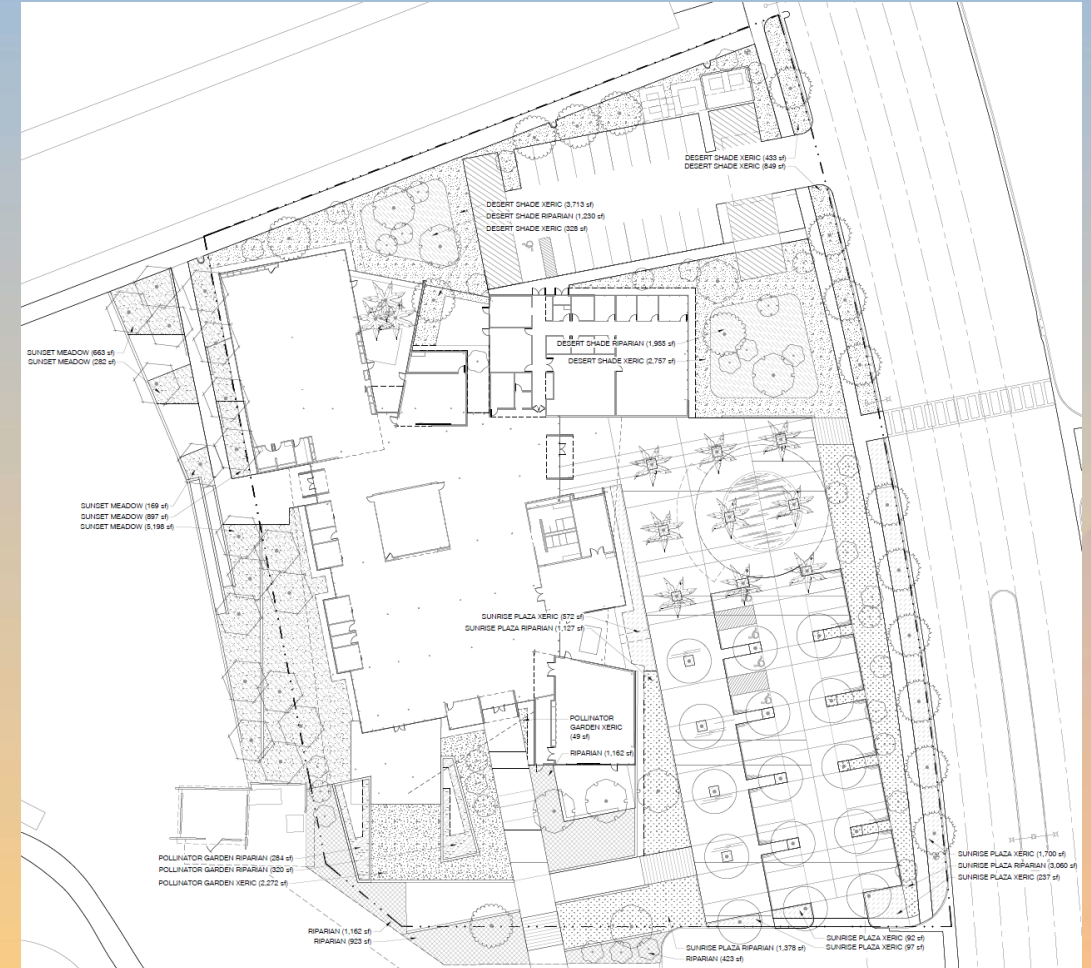 DESERT SHADE XERIC (433 sf)
DESERT SHADE XERIC (849 sf)
DESERT SHADE XERIC (3,713 sf)
DESERT SHADE RIPARIAN (1,230 sf)
DESERT SHADE XERIC (328 sf)
DESERT SHADE RIPARIAN (1,955 sf)
DESERT SHADE XERIC (2,757 sf)
SUNSET MEADOW (663 sf)
SUNSET MEADOW (282 sf)
SUNSET MEADOW (169 sf)
SUNSET MEADOW (897 sf)
SUNSET MEADOW (5,198 sf)
SUNRISE PLAZA XERIC (572 sf)
SUNRISE PLAZA RIPARIAN (1,127 sf)
POLLINATOR
GARDEN XERIC
(49 sf)
RIPARIAN (1,162 sf)
POLLINATOR GARDEN RIPARIAN (284 sf)
POLLINATOR GARDEN RIPARIAN (320 sf)
POLLINATOR GARDEN XERIC (2,272 sf)
SUNRISE PLAZA XERIC (1,700 sf)
SUNRISE PLAZA RIPARIAN (3,060 sf)
SUNRISE PLAZA XERIC (237 sf)
RIPARIAN (1,162 sf)
RIPARIAN (923 sf)
SUNRISE PLAZA RIPARIAN (1,378 sf)
RIPARIAN (423 sf)
SUNRISE PLAZA XERIC (92 sf)
SUNRISE PLAZA XERIC (97 sf)